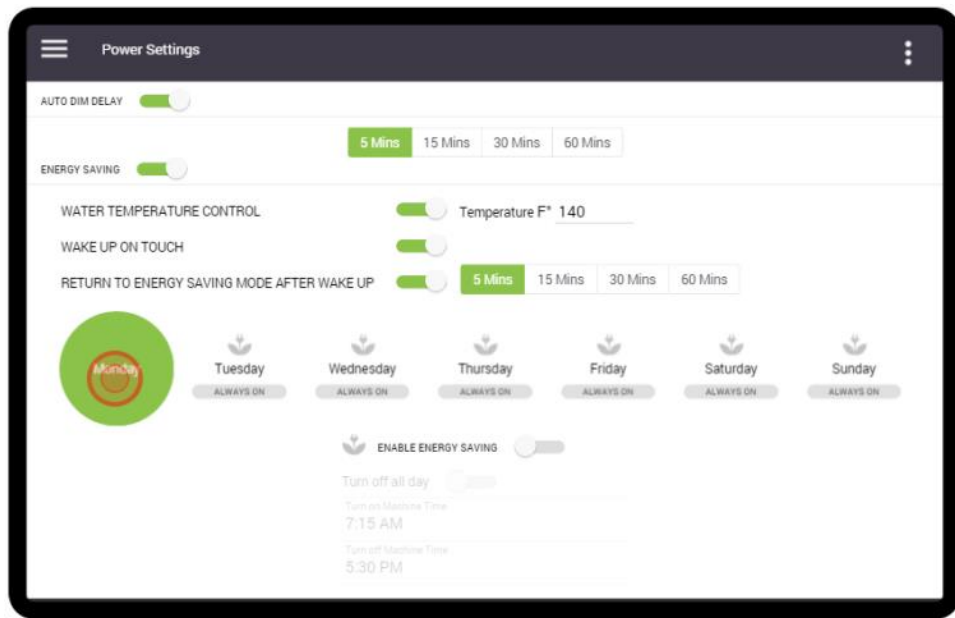 Power Settings
AUTO DIM DELAY
5 Mins 15 Mins 30 Mins 60 Mins
ENERGY SAVING
WATER TEMPERATURE CONTROL Temperature F° 140
WAKE UP ON TOUCH
RETURN TO ENERGY SAVING MODE AFTER WAKE UP 5 Mins 15 Mins 30 Mins 60 Mins
Monday Tuesday Wednesday Thursday Friday Saturday Sunday
ALWAYS ON ALWAYS ON ALWAYS ON ALWAYS ON ALWAYS ON ALWAYS ON
ENABLE ENERGY SAVING
Turn off all day
Turn on Machine Time
7:15 AM
Turn off Machine Time
5:30 PM